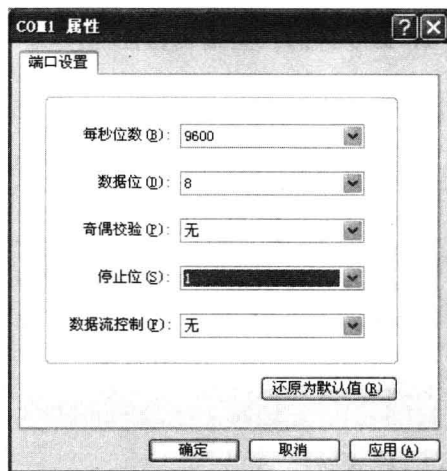 COM1 属性
端口设置
每秒位数(B): 9600
数据位(D): 8
奇偶校验(P): 无
停止位(S): 1
数据流控制(F): 无
还原为默认值(R)
确定 取消 应用(A)